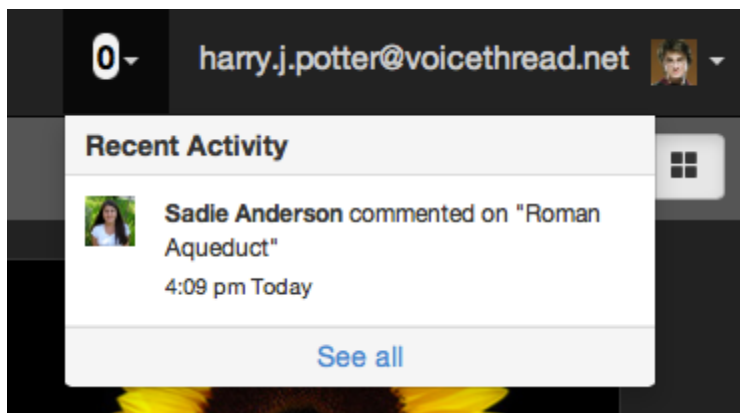 0
harry.j.potter@voicethread.net
Recent Activity
Sadie Anderson commented on "Roman
Aqueduct"
4:09 pm Today
See all